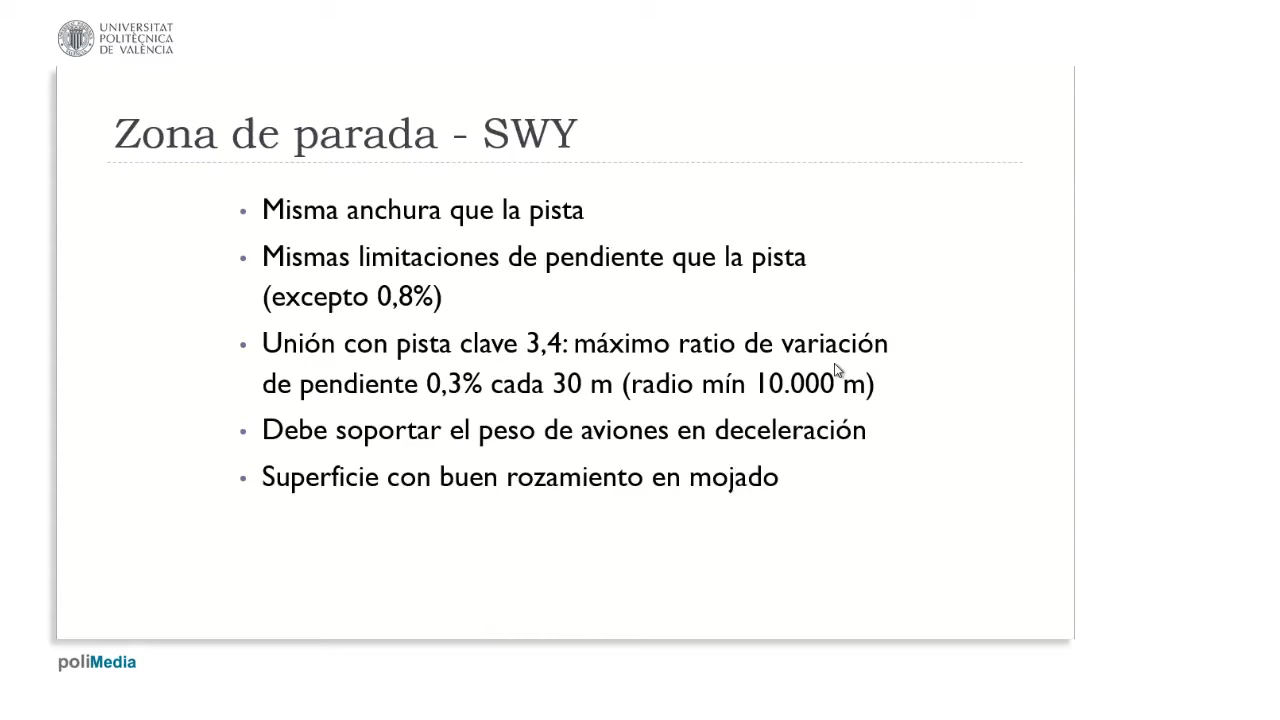 UNIVERSITAT
POLITÈCNICA
DE VALÈNCIA
Zona de parada - SWY
• Misma anchura que la pista
• Mismas limitaciones de pendiente que la pista
(excepto 0,8%)
• Unión con pista clave 3,4: máximo ratio de variación
de pendiente 0,3% cada 30 m (radio mín 10.000 m)
• Debe soportar el peso de aviones en deceleración
• Superficie con buen rozamiento en mojado
poliMedia